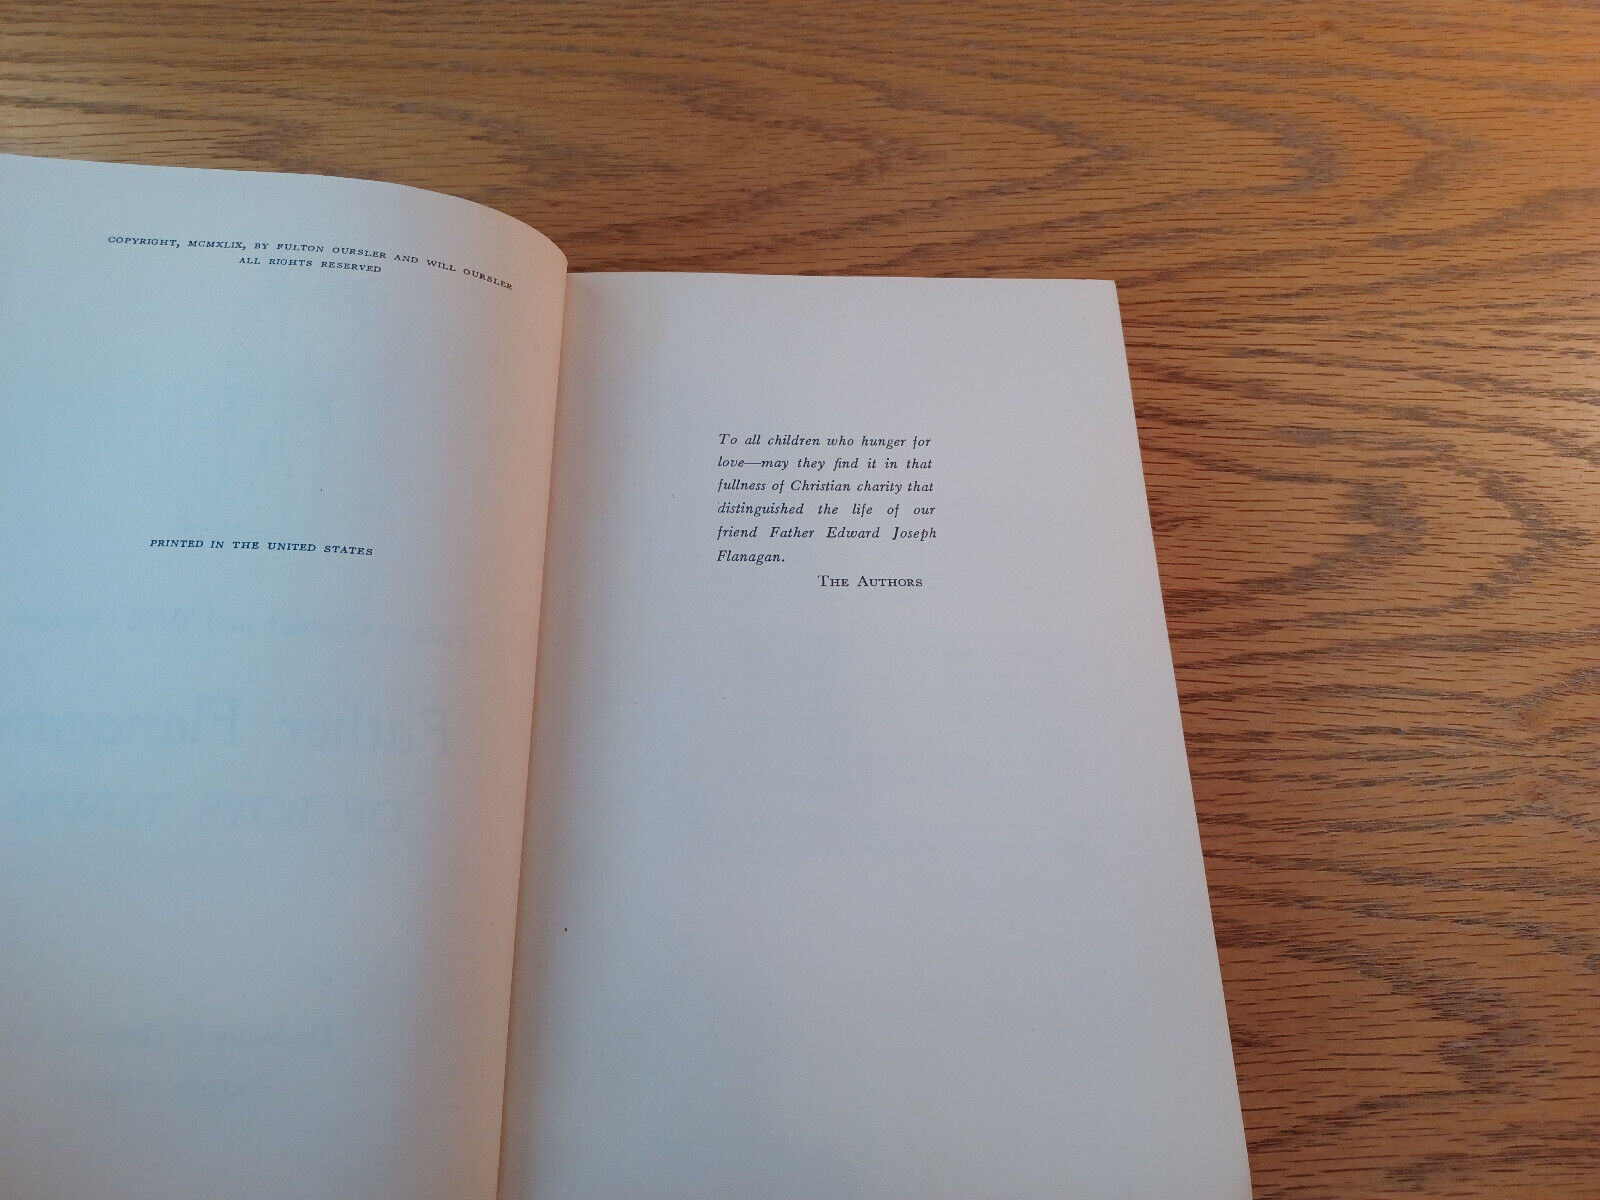 COPYRIGHT, MCMXLIX, BY FULTON OURSLER AND WILL OURSLER
ALL RIGHTS RESERVED
PRINTED IN THE UNITED STATES
To all children who hunger for
love—may they find it in that
fullness of Christian charity that
distinguished the life of our
friend Father Edward Joseph
Flanagan.
THE AUTHORS